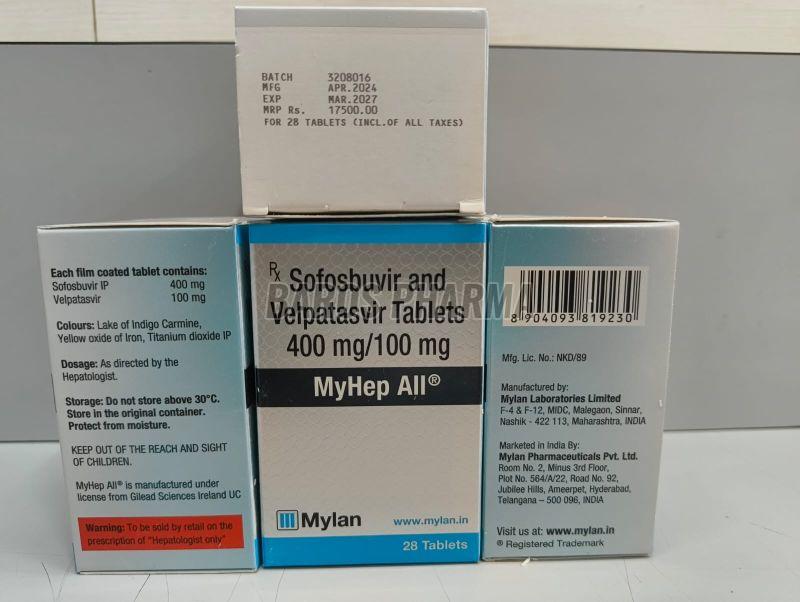 BATCH 3208016
MFG APR.2024
EXP MAR.2027
MRP Rs. 17500.00
FOR 28 TABLETS (INCL.OF ALL TAXES)
Each film coated tablet contains:
Sofosbuvir IP 400 mg
Velpatasvir 100 mg
Colours: Lake of Indigo Carmine,
Yellow oxide of Iron, Titanium dioxide IP
Dosage: As directed by the
Hepatologist.
Storage: Do not store above 30°C.
Store in the original container.
Protect from moisture.
KEEP OUT OF THE REACH AND SIGHT
OF CHILDREN.
MyHep All® is manufactured under
license from Gilead Sciences Ireland UC
Warning: To be sold by retail on the
prescription of "Hepatologist only"
Rx
Sofosbuvir and
Velpatasvir Tablets
400 mg/100 mg
MyHep All®
Mylan
www.mylan.in
28 Tablets
BABUS PHARMA
8 904093 819230
Mfg. Lic. No.: NKD/89
Manufactured by:
Mylan Laboratories Limited
F-4 & F-12, MIDC, Malegaon, Sinnar,
Nashik - 422 113, Maharashtra, INDIA
Marketed in India By:
Mylan Pharmaceuticals Pvt. Ltd.
Room No. 2, Minus 3rd Floor,
Plot No. 564/A/22, Road No. 92,
Jubilee Hills, Ameerpet, Hyderabad,
Telangana – 500 096, INDIA
Visit us at: www.mylan.in
® Registered Trademark